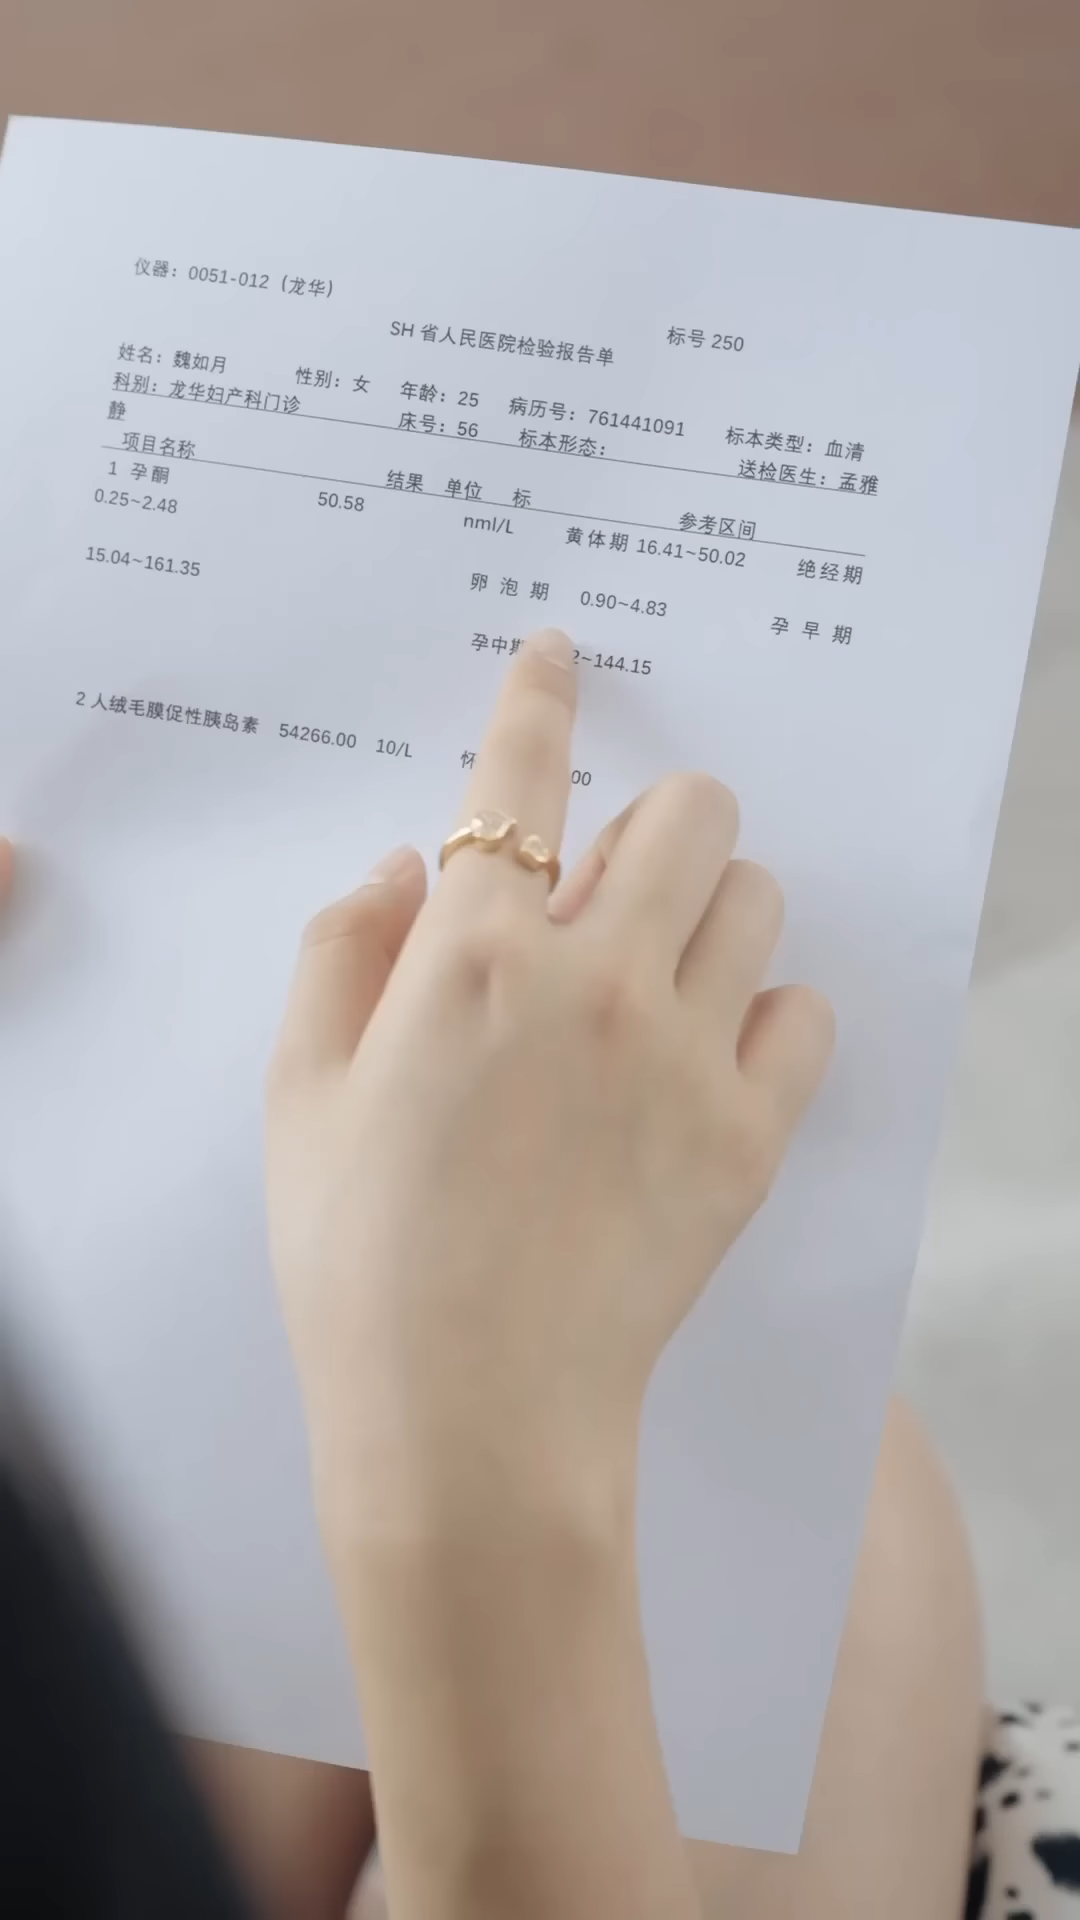 仪器：0051-012（龙华）
SH 省人民医院检验报告单 标号 250
姓名：魏如月 性别：女 年龄：25 病历号：761441091 标本类型：血清
科别：龙华妇产科门诊 床号：56 标本形态： 送检医生：孟雅
静
项目名称 结果 单位 标 参考区间
1 孕酮 50.58 nml/L 黄体期 16.41~50.02 绝经期
0.25~2.48
卵 泡 期 0.90~4.83 孕 早 期
15.04~161.35
孕中期 2~144.15
2 人绒毛膜促性胰岛素 54266.00 10/L 怀 00